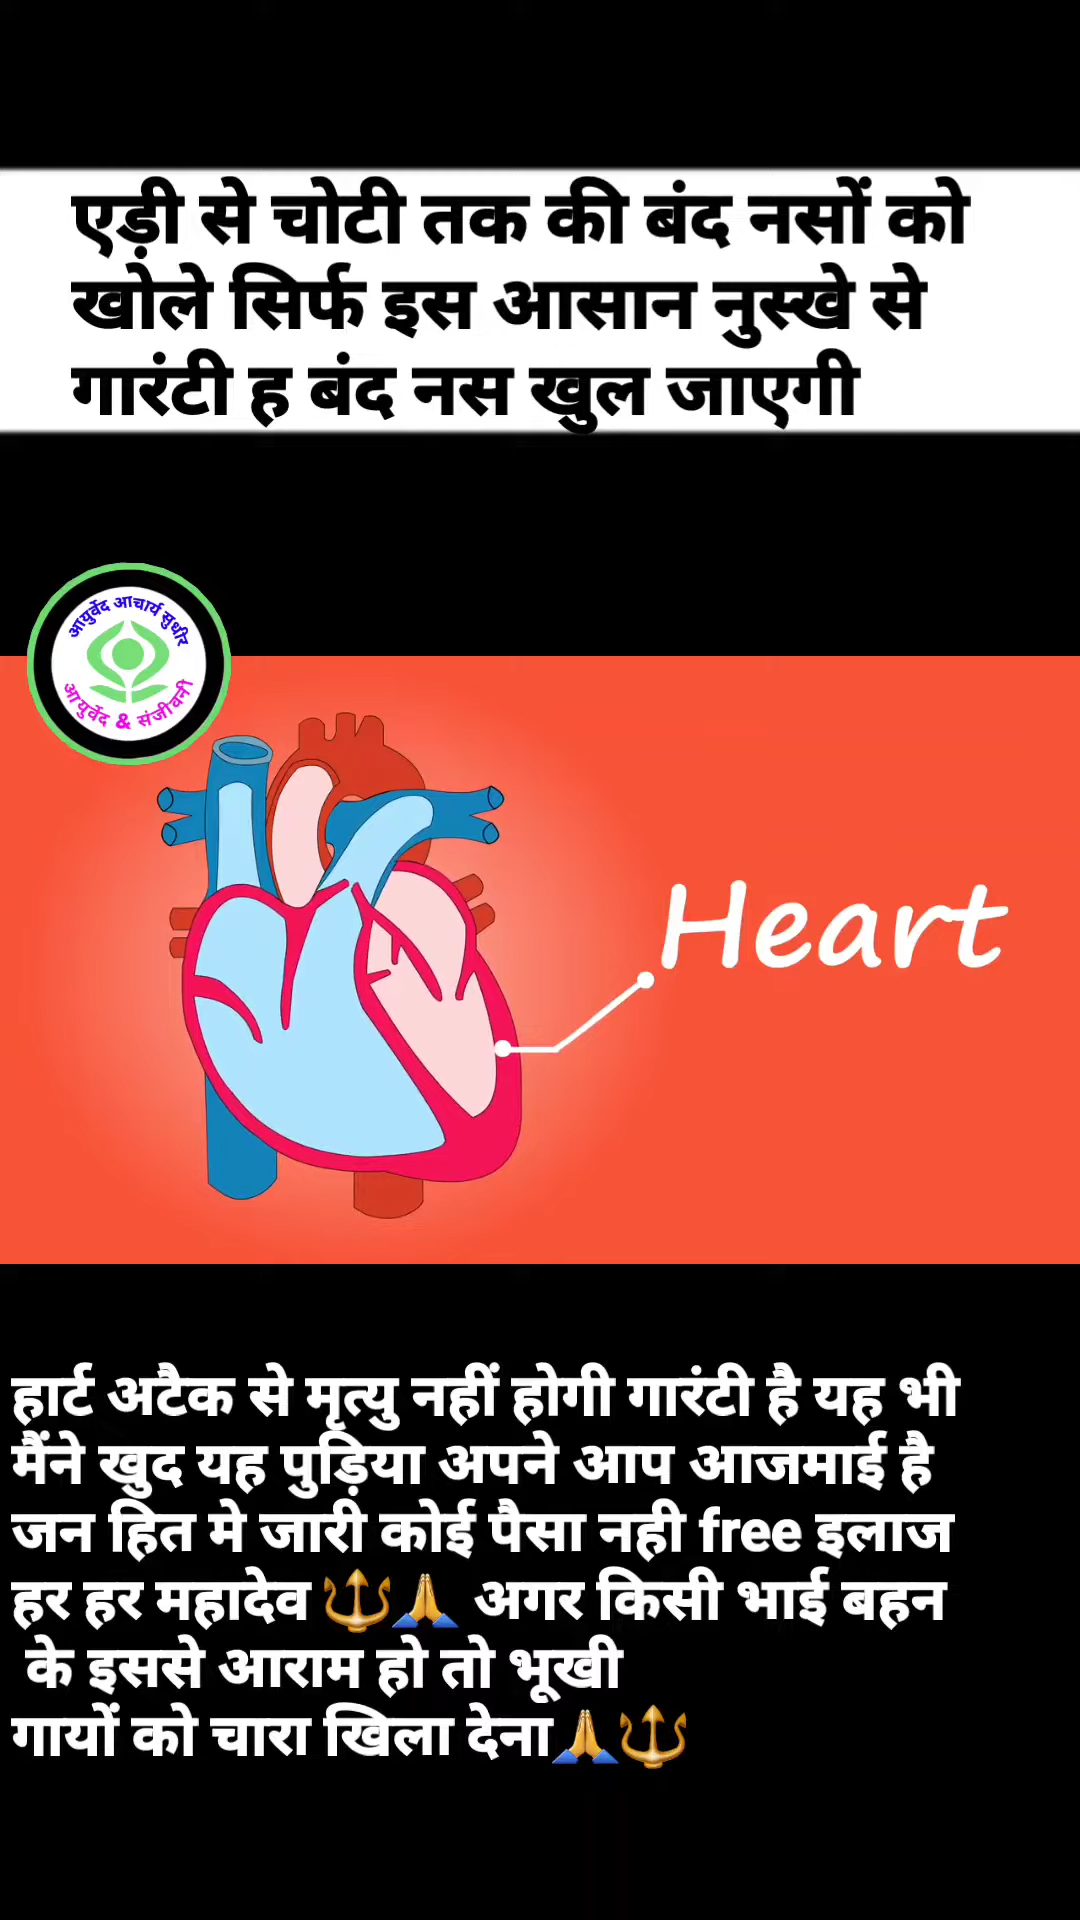 एड़ी से चोटी तक की बंद नसों को
खोले सिर्फ इस आसान नुस्खे से
गारंटी ह बंद नस खुल जाएगी
आयुर्वेद आचार्य सुधीर
आयुर्वेद & संजीवनी
Heart
हार्ट अटैक से मृत्यु नहीं होगी गारंटी है यह भी
मैंने खुद यह पुड़िया अपने आप आजमाई है
जन हित मे जारी कोई पैसा नही free इलाज
हर हर महादेव 🔱🙏 अगर किसी भाई बहन
के इससे आराम हो तो भूखी
गायों को चारा खिला देना🙏🔱